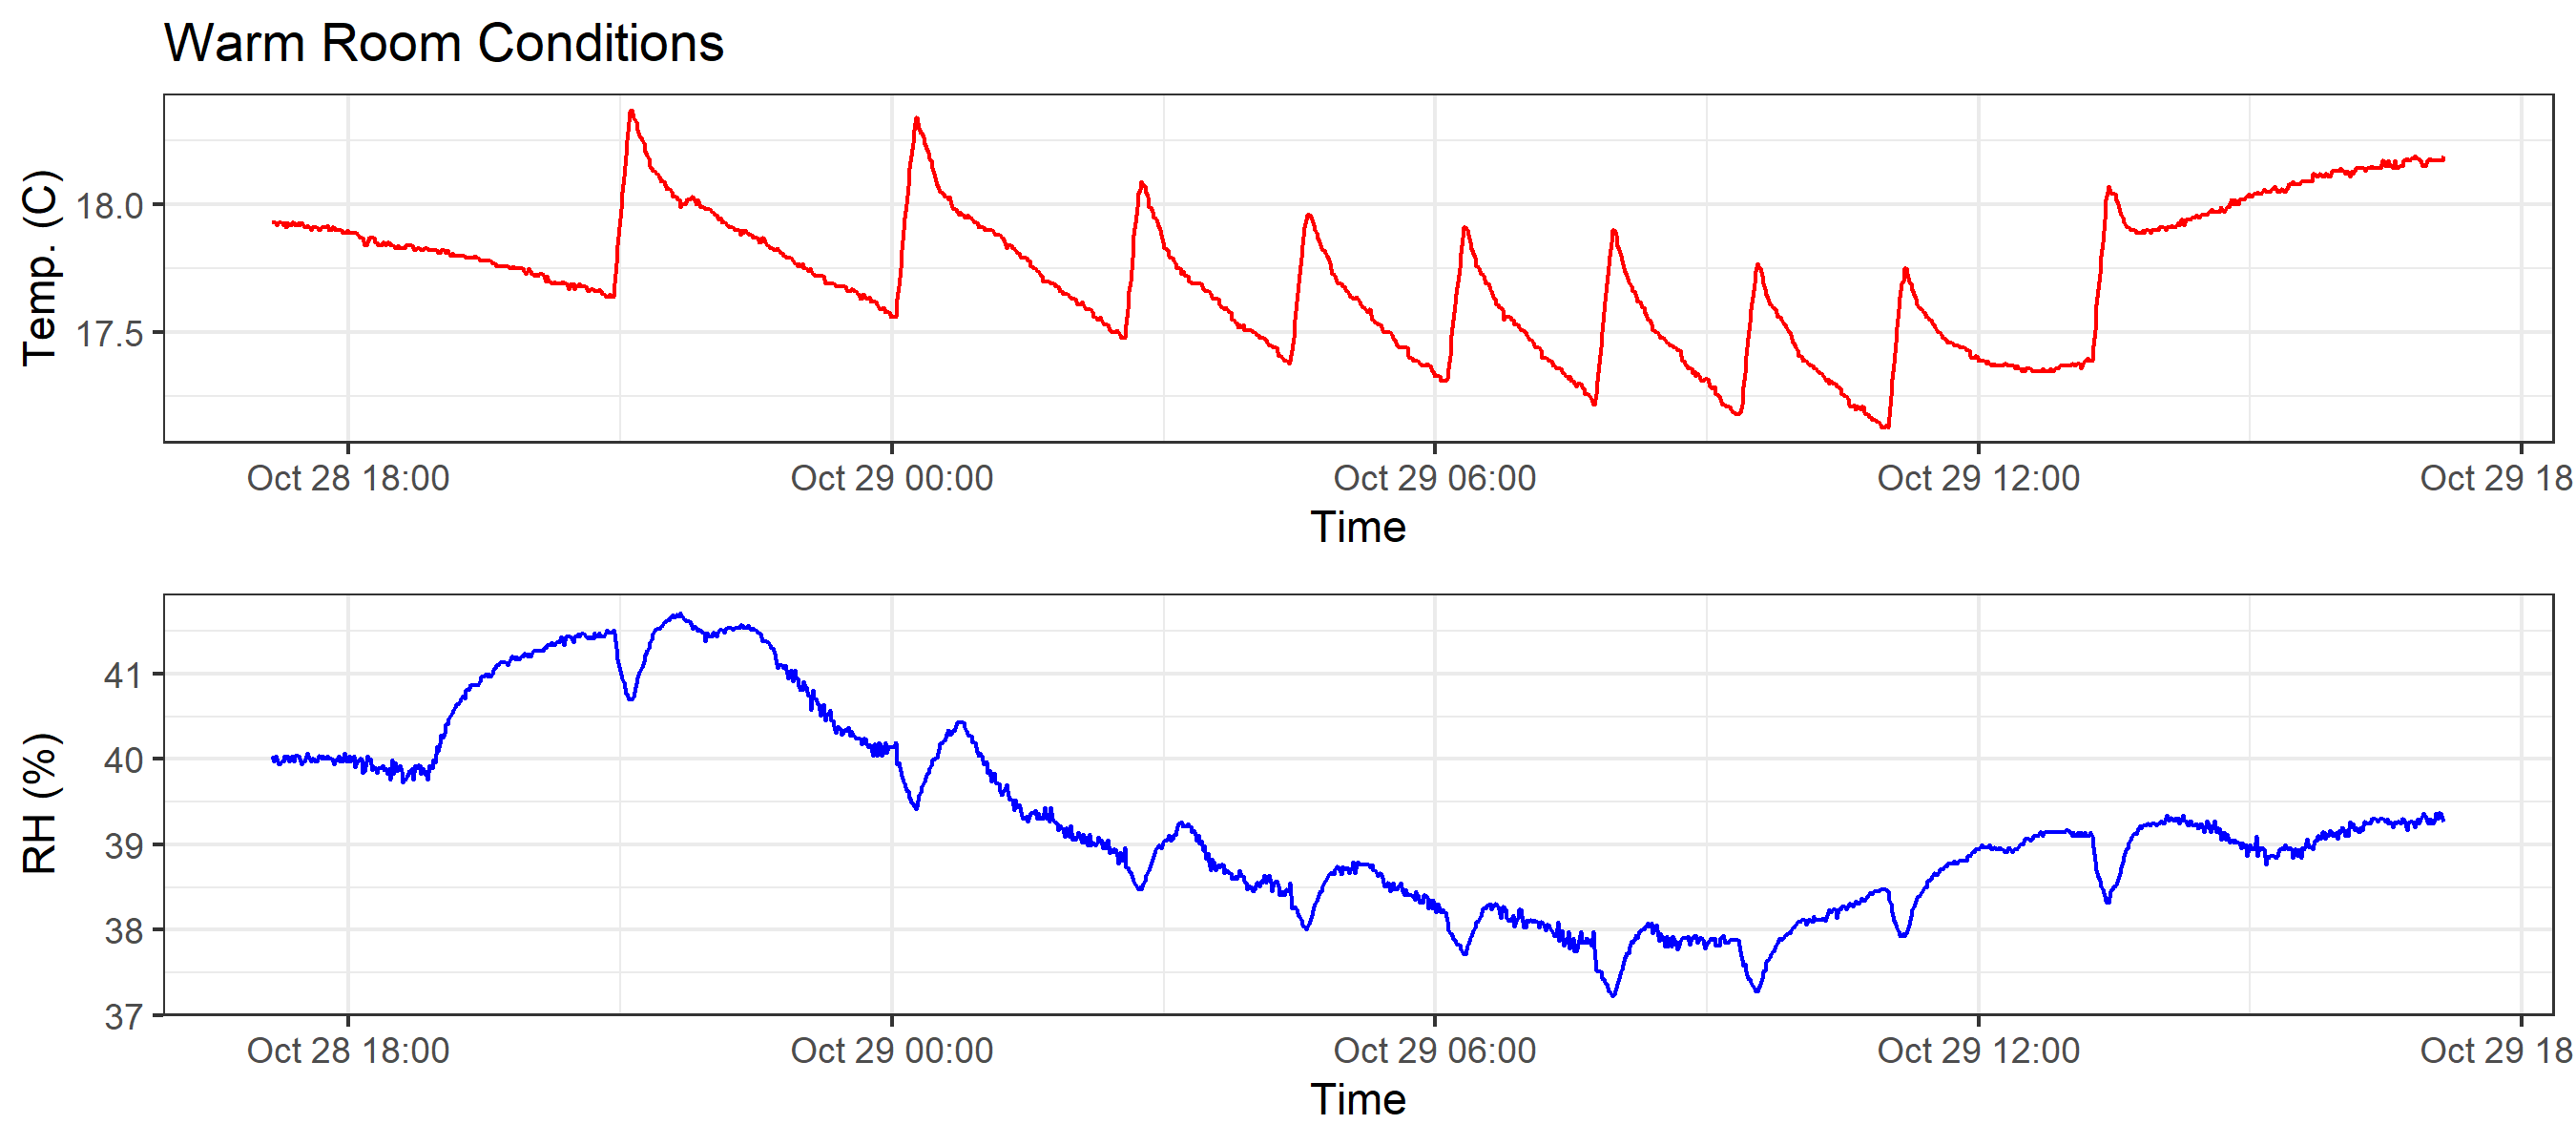 Warm Room Conditions
Temp. (C)
18.0
17.5
Oct 28 18:00 Oct 29 00:00 Oct 29 06:00 Oct 29 12:00 Oct 29 18
Time
RH (%)
41
40
39
38
37
Oct 28 18:00 Oct 29 00:00 Oct 29 06:00 Oct 29 12:00 Oct 29 18
Time